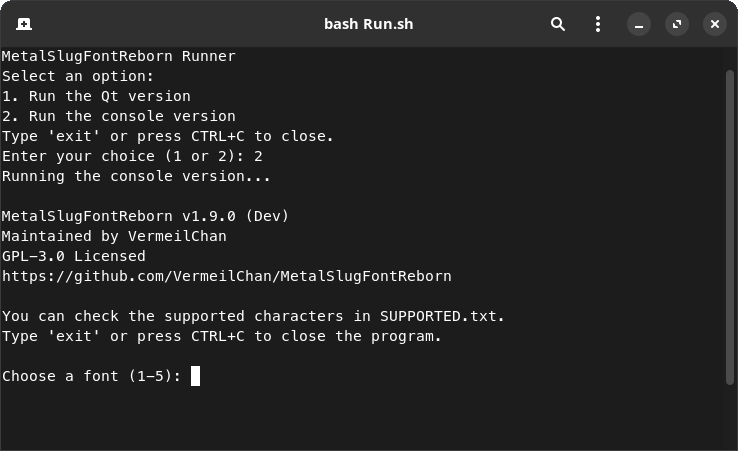 bash Run.sh
MetalSlugFontReborn Runner
Select an option:
1. Run the Qt version
2. Run the console version
Type 'exit' or press CTRL+C to close.
Enter your choice (1 or 2): 2
Running the console version...
MetalSlugFontReborn v1.9.0 (Dev)
Maintained by VermeilChan
GPL-3.0 Licensed
https://github.com/VermeilChan/MetalSlugFontReborn
You can check the supported characters in SUPPORTED.txt.
Type 'exit' or press CTRL+C to close the program.
Choose a font (1-5):